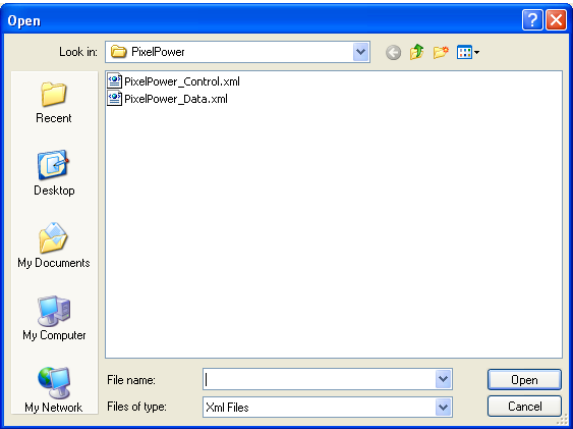 Open
Look in: PixelPower
PixelPower_Control.xml
PixelPower_Data.xml
Recent
Desktop
My Documents
My Computer
My Network
File name:
Open
Files of type: Xml Files
Cancel